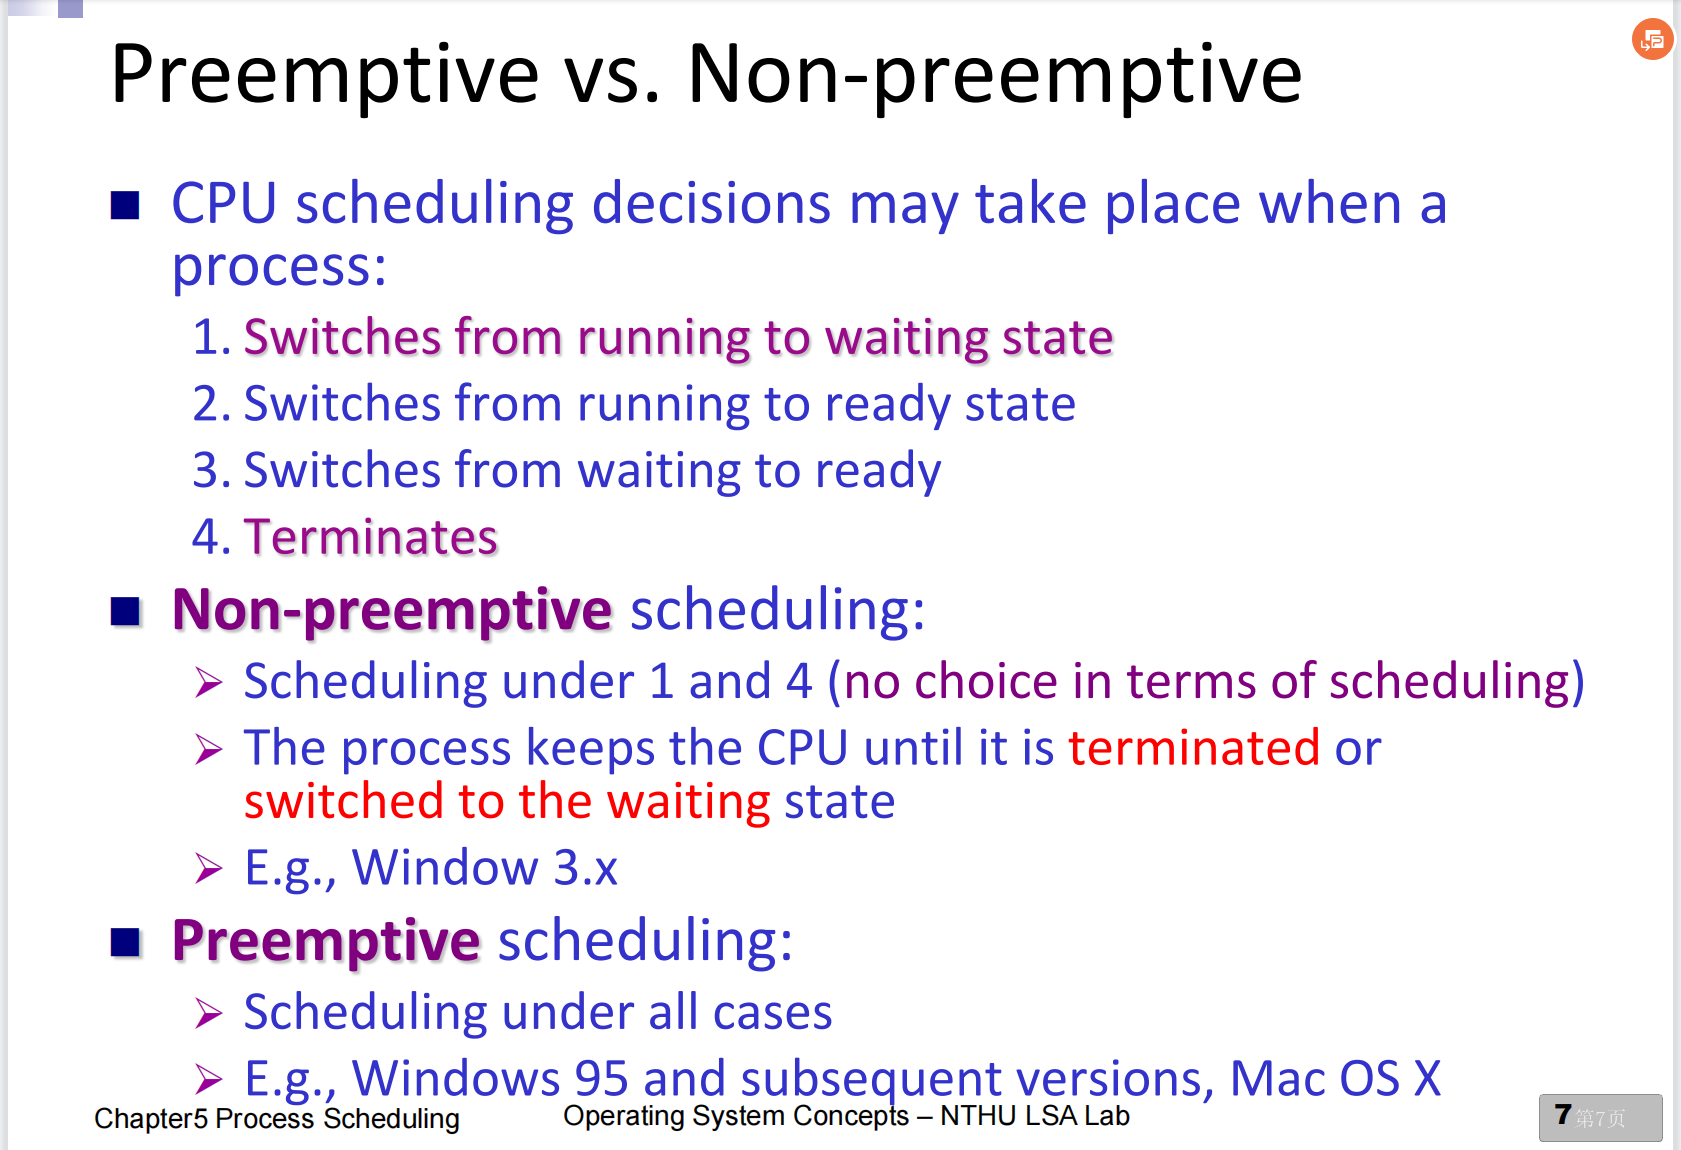 Preemptive vs. Non-preemptive
CPU scheduling decisions may take place when a
process:
1. Switches from running to waiting state
2. Switches from running to ready state
3. Switches from waiting to ready
4. Terminates
Non-preemptive scheduling:
Scheduling under 1 and 4 (no choice in terms of scheduling)
The process keeps the CPU until it is terminated or
switched to the waiting state
E.g., Window 3.x
Preemptive scheduling:
Scheduling under all cases
E.g., Windows 95 and subsequent versions, Mac OS X
Chapter5 Process Scheduling
Operating System Concepts – NTHU LSA Lab
7 第7页